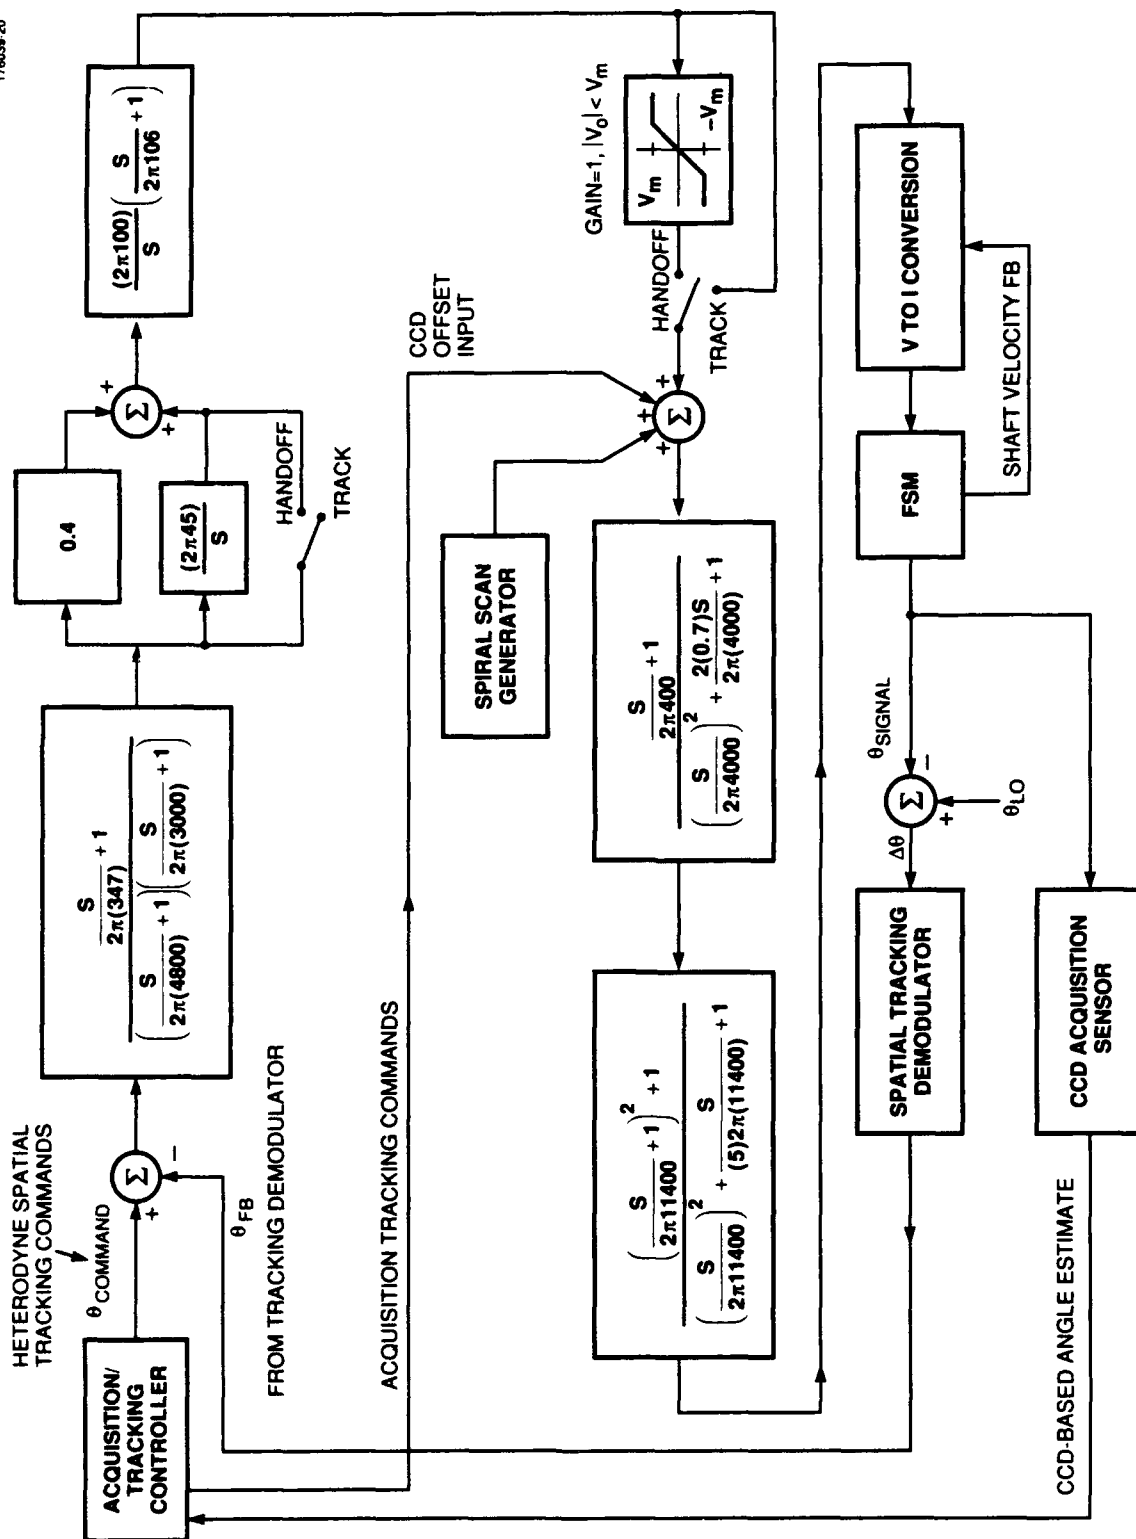 176039-20
HETERODYNE SPATIAL
TRACKING COMMANDS
ACQUISITION/
TRACKING
CONTROLLER
θCOMMAND
+
Σ
−
θFB
FROM TRACKING DEMODULATOR
S/2π(347) +1
(S/2π(4800) +1)(S/2π(3000) +1)
0.4
(2π45)/S
HANDOFF
TRACK
+
Σ
+
(2π100)/S (S/2π106 +1)
ACQUISITION TRACKING COMMANDS
CCD
OFFSET
INPUT
SPIRAL SCAN
GENERATOR
GAIN=1, |Vo| < Vm
Vm
−Vm
HANDOFF
TRACK
+
+
+
Σ
S/2π400 +1
(S/2π4000)² + 2(0.7)S/2π(4000) +1
(S/2π11400 +1)² +1
(S/2π11400)² + S/(5)2π(11400) +1
V TO I CONVERSION
FSM
SHAFT VELOCITY FB
θSIGNAL
−
Σ
+
θLO
Δθ
SPATIAL TRACKING
DEMODULATOR
CCD ACQUISITION
SENSOR
CCD-BASED ANGLE ESTIMATE